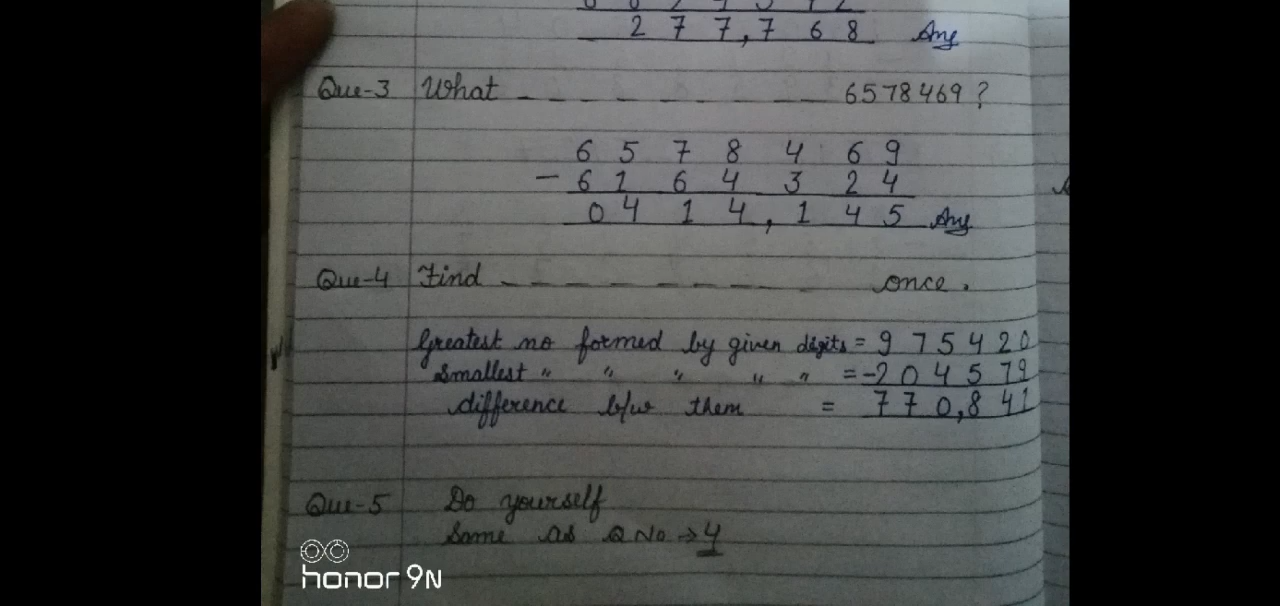 2 7 7,7 6 8 Ans
Que-3 What _ _ _ _ _ _ _ _ 6578469?
6 5 7 8 4 6 9
- 6 1 6 4 3 2 4
0 4 1 4, 1 4 5 Ans
Que-4 Find _ _ _ _ _ _ _ _ once.
Greatest no formed by given digits = 9 7 5 4 2 0
Smallest " " " " " = -2 0 4 5 7 9
difference b/w them = 7 7 0,8 4 1
Que-5 Do yourself
Same as Q No → 4
honor 9N